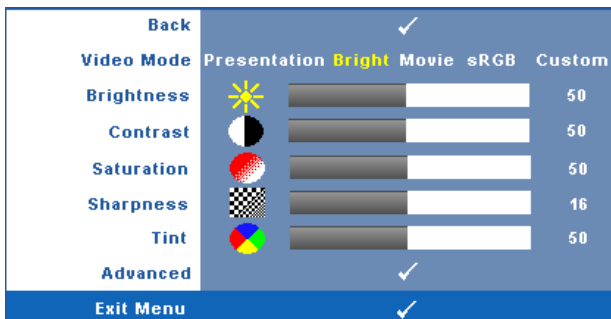 Back
Video Mode Presentation Bright Movie sRGB Custom
Brightness 50
Contrast 50
Saturation 50
Sharpness 16
Tint 50
Advanced
Exit Menu